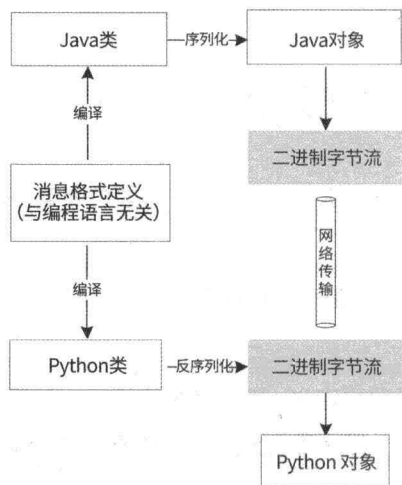 Java类
序列化
Java对象
编译
二进制字节流
消息格式定义
（与编程语言无关）
网络传输
编译
Python类
反序列化
二进制字节流
Python 对象